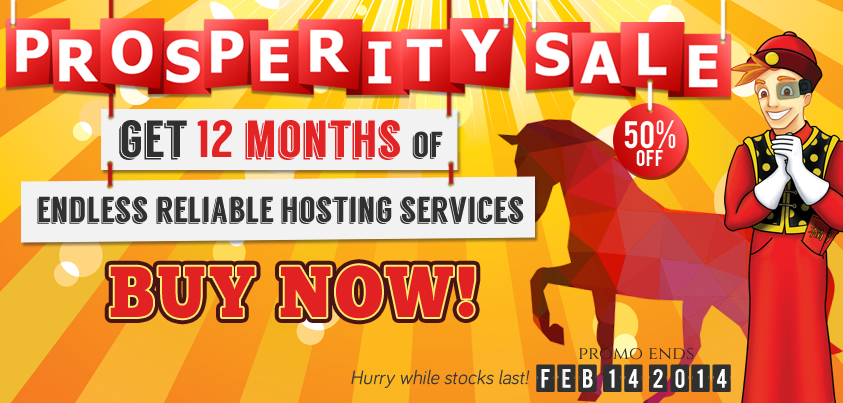 PROSPERITY SALE
50%
OFF
GET 12 MONTHS OF
ENDLESS RELIABLE HOSTING SERVICES
BUY NOW!
PROMO ENDS
Hurry while stocks last! FEB 14 2014